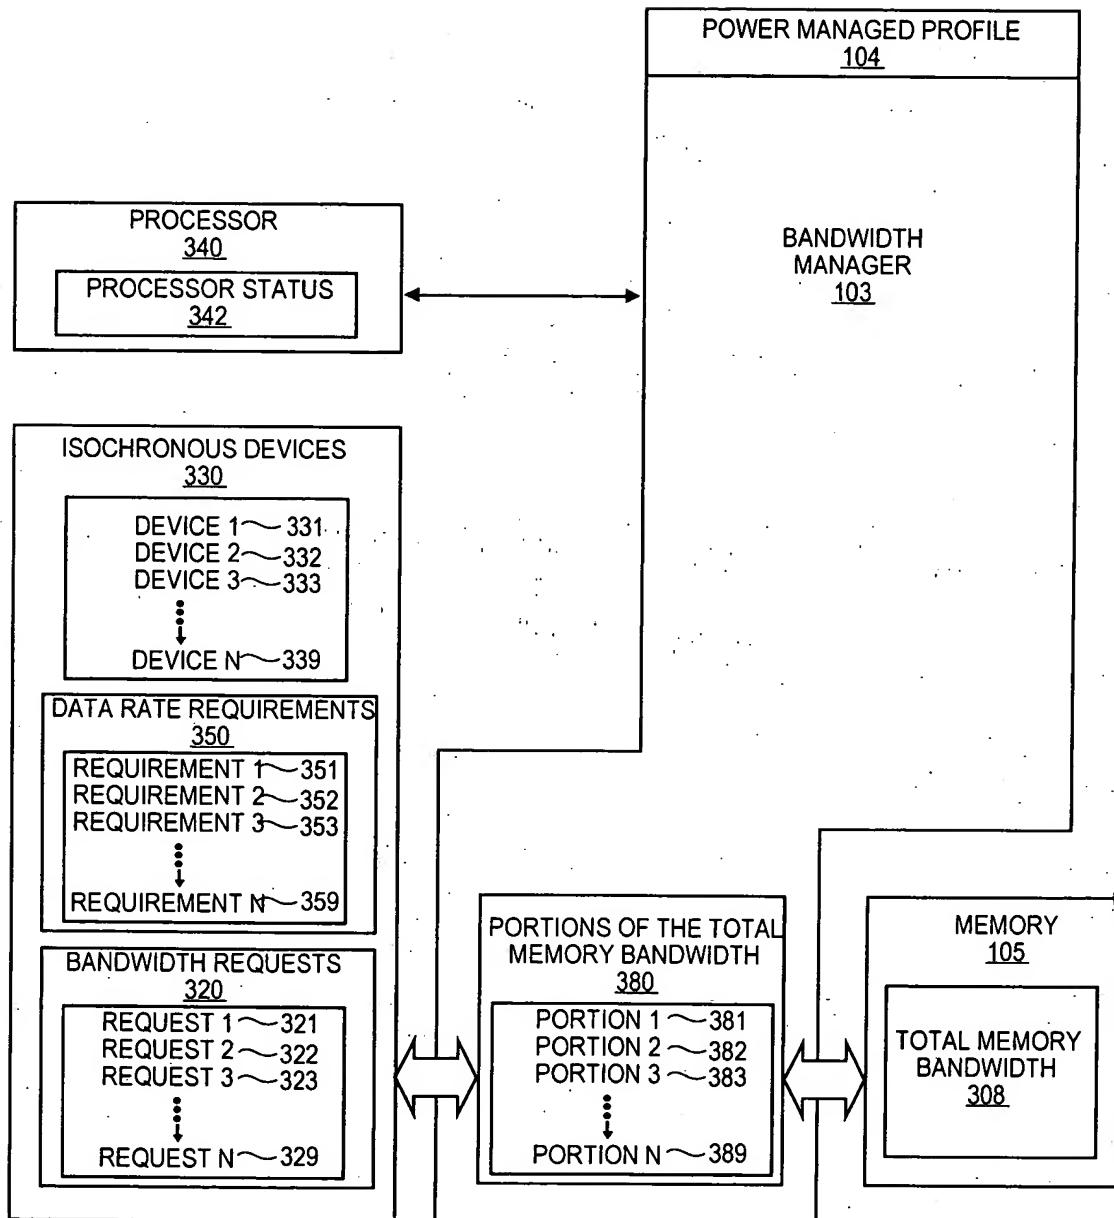 POWER MANAGED PROFILE
104
BANDWIDTH
MANAGER
103
PROCESSOR
340
PROCESSOR STATUS
342
ISOCHRONOUS DEVICES
330
DEVICE 1 331
DEVICE 2 332
DEVICE 3 333
DEVICE N 339
DATA RATE REQUIREMENTS
350
REQUIREMENT 1 351
REQUIREMENT 2 352
REQUIREMENT 3 353
REQUIREMENT N 359
BANDWIDTH REQUESTS
320
REQUEST 1 321
REQUEST 2 322
REQUEST 3 323
REQUEST N 329
PORTIONS OF THE TOTAL
MEMORY BANDWIDTH
380
PORTION 1 381
PORTION 2 382
PORTION 3 383
PORTION N 389
MEMORY
105
TOTAL MEMORY
BANDWIDTH
308